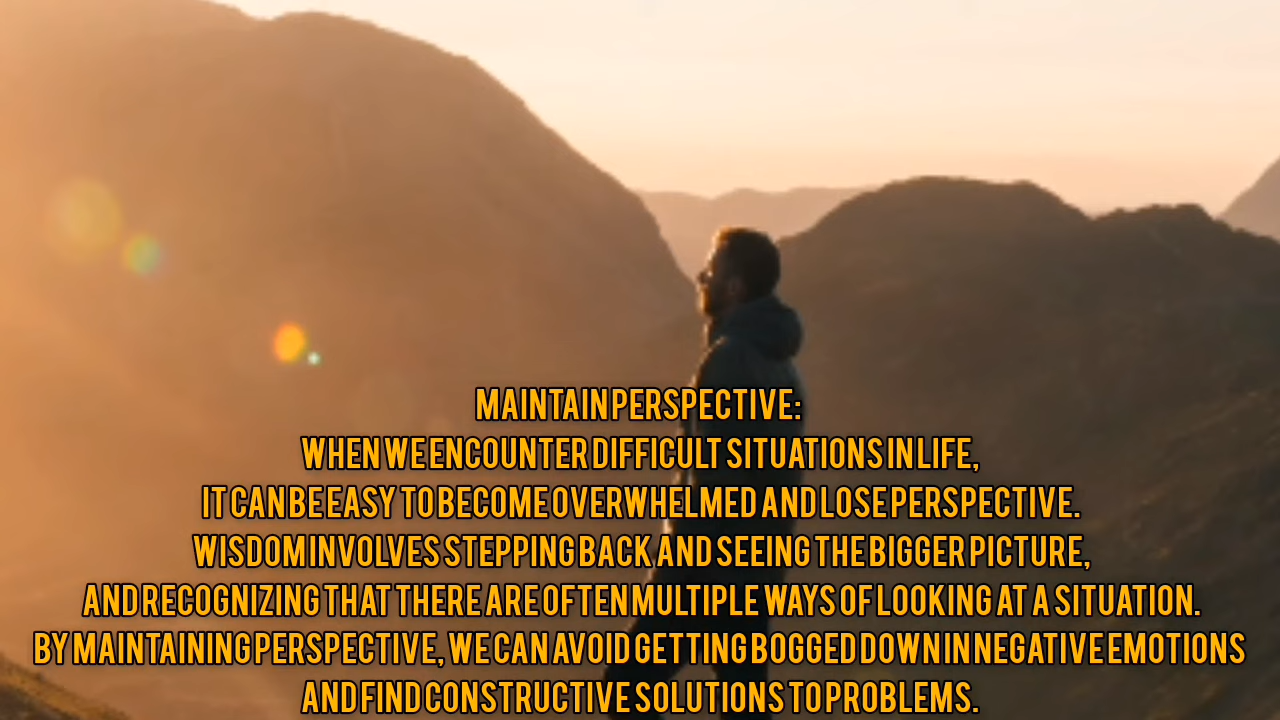 MAINTAIN PERSPECTIVE:
WHEN WE ENCOUNTER DIFFICULT SITUATIONS IN LIFE,
IT CAN BE EASY TO BECOME OVERWHELMED AND LOSE PERSPECTIVE.
WISDOM INVOLVES STEPPING BACK AND SEEING THE BIGGER PICTURE,
AND RECOGNIZING THAT THERE ARE OFTEN MULTIPLE WAYS OF LOOKING AT A SITUATION.
BY MAINTAINING PERSPECTIVE, WE CAN AVOID GETTING BOGGED DOWN IN NEGATIVE EMOTIONS
AND FIND CONSTRUCTIVE SOLUTIONS TO PROBLEMS.